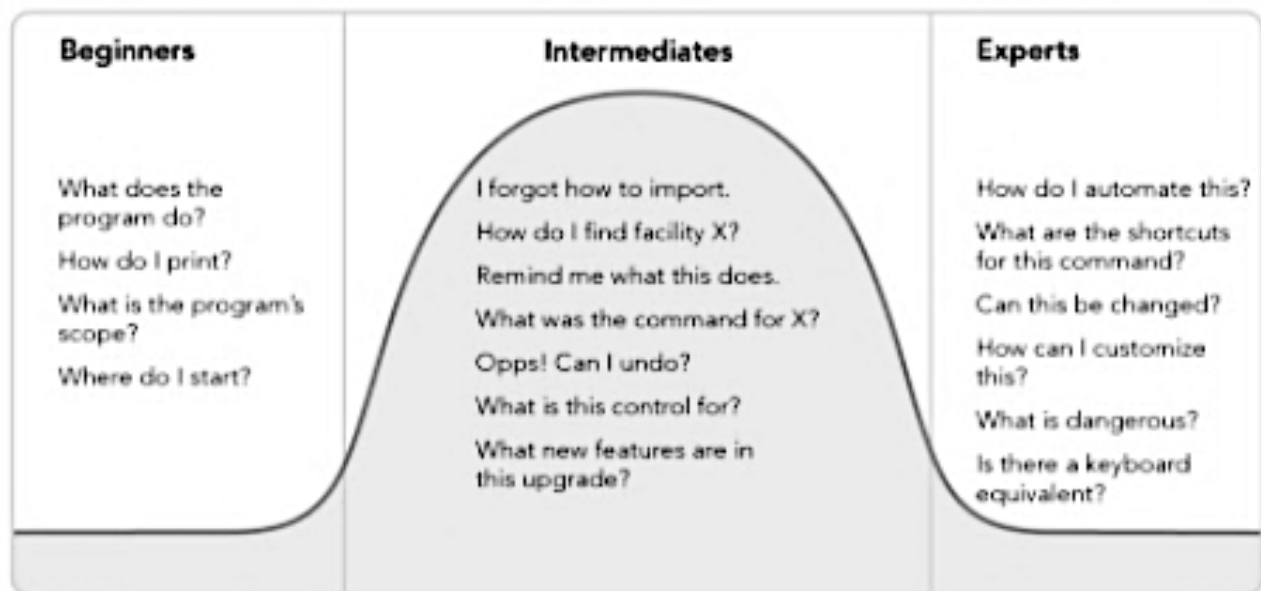 Beginners
Intermediates
Experts
What does the
program do?
How do I print?
What is the program's
scope?
Where do I start?
I forgot how to import.
How do I find facility X?
Remind me what this does.
What was the command for X?
Opps! Can I undo?
What is this control for?
What new features are in
this upgrade?
How do I automate this?
What are the shortcuts
for this command?
Can this be changed?
How can I customize
this?
What is dangerous?
Is there a keyboard
equivalent?